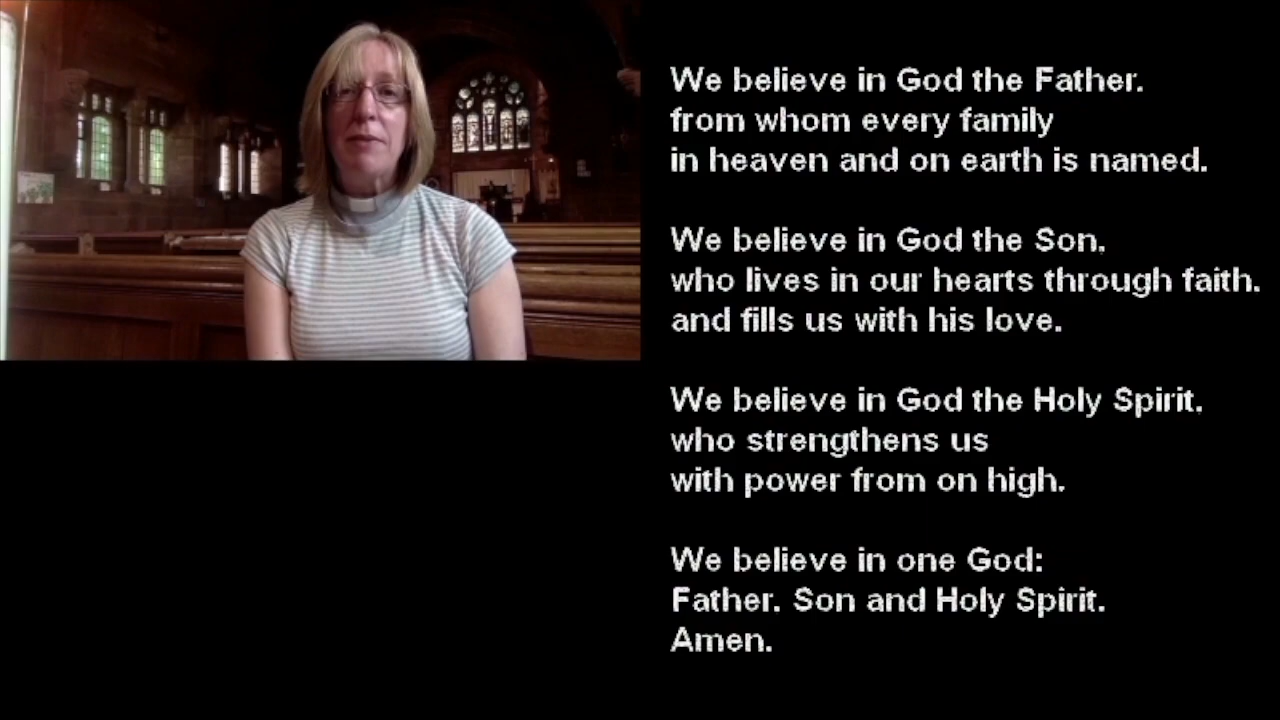 We believe in God the Father.
from whom every family
in heaven and on earth is named.
We believe in God the Son.
who lives in our hearts through faith.
and fills us with his love.
We believe in God the Holy Spirit.
who strengthens us
with power from on high.
We believe in one God:
Father. Son and Holy Spirit.
Amen.